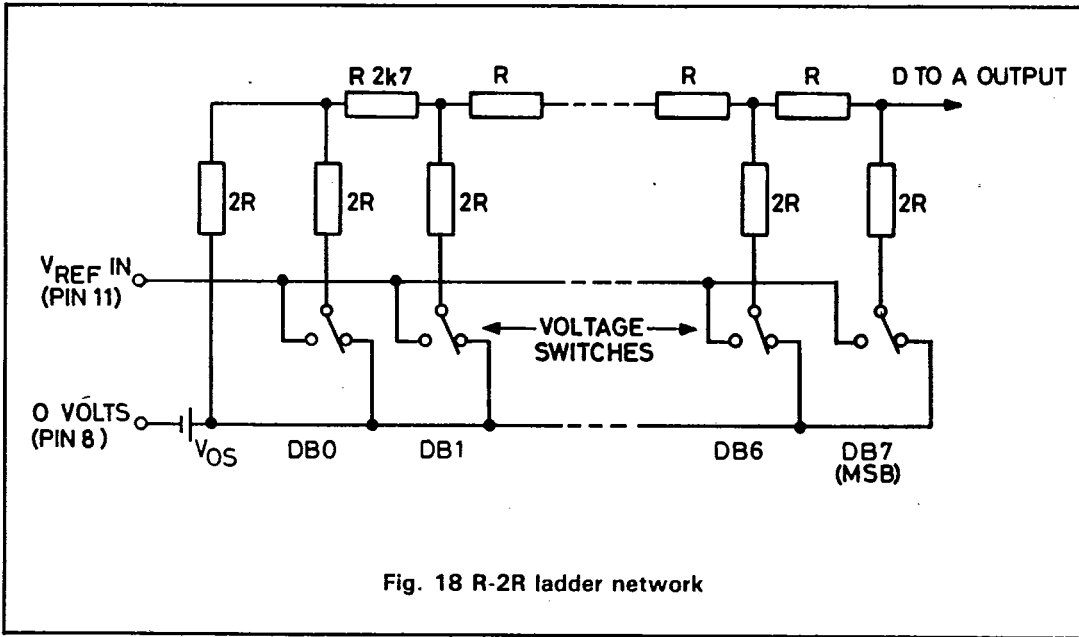 R 2k7 R R R D TO A OUTPUT
2R 2R 2R 2R 2R
VREF IN
(PIN 11)
VOLTAGE
SWITCHES
0 VOLTS
(PIN 8)
VOS DB0 DB1 DB6 DB7
(MSB)
Fig. 18 R-2R ladder network